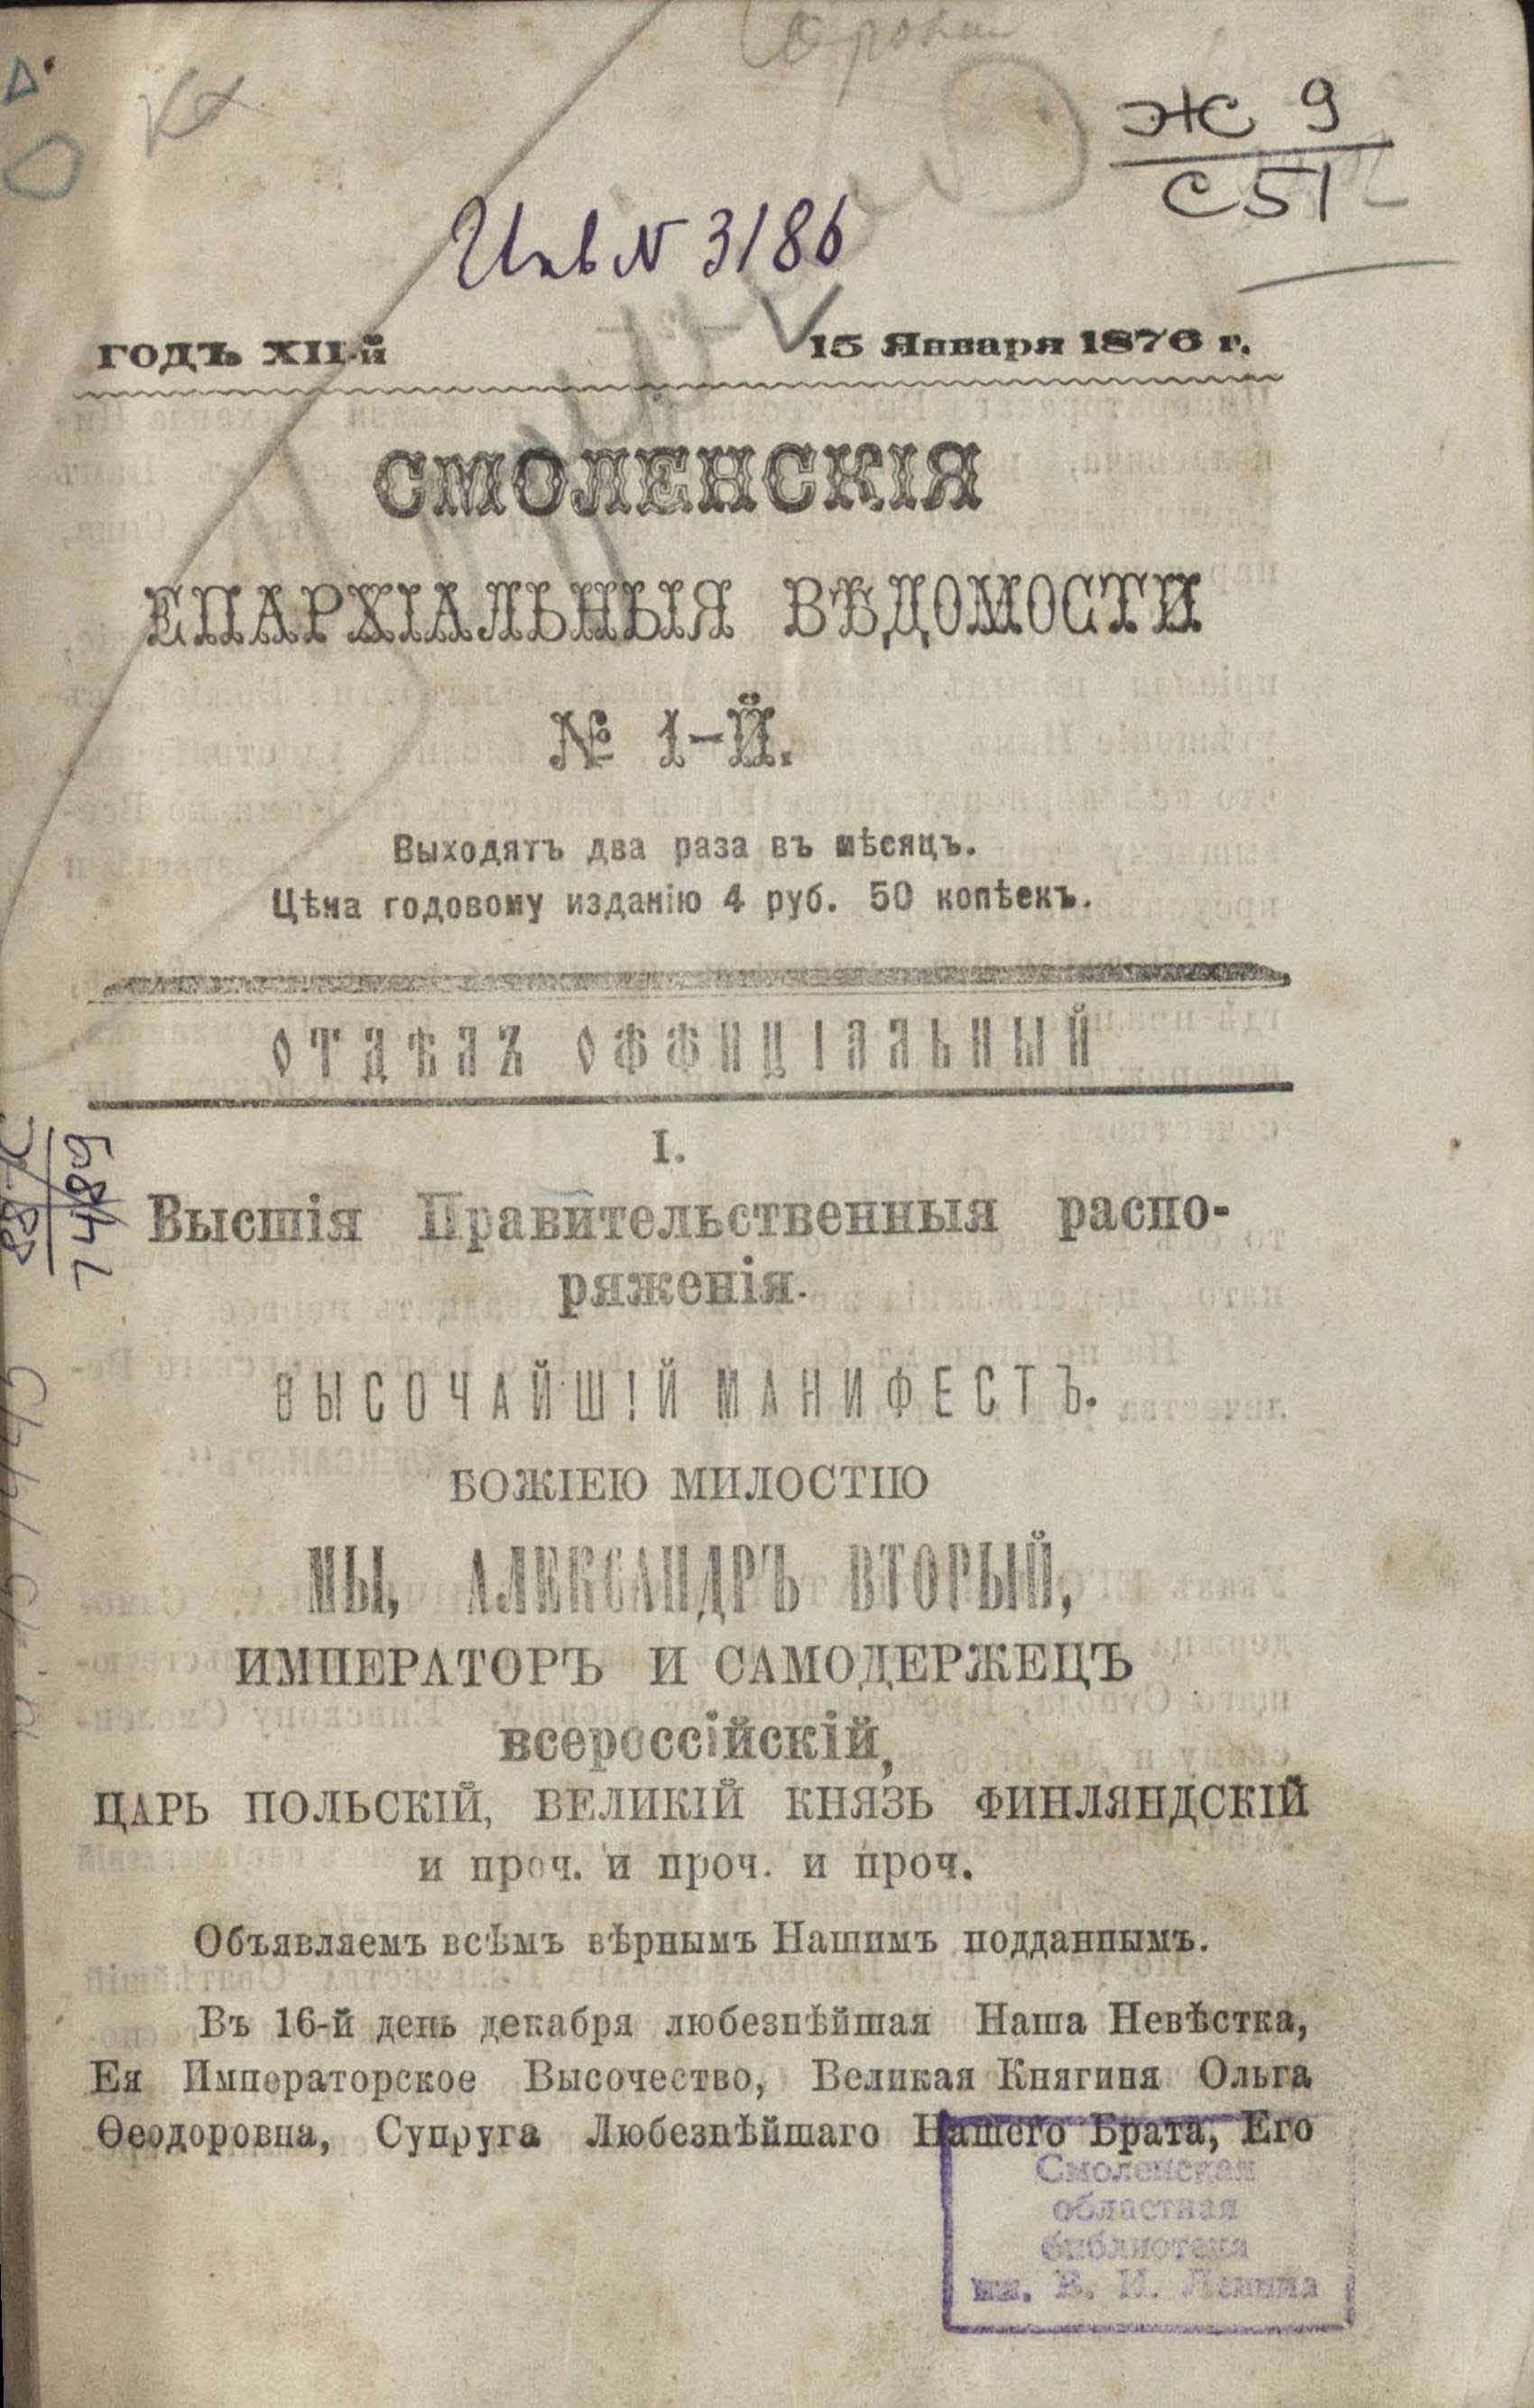 Ж 9
С51
Инв N 3186
ГОДЪ XII-й 15 Января 1876 г.
СМОЛЕНСКІЯ
ЕПАРХІАЛЬНЫЯ ВѢДОМОСТИ
№ 1-Й.
Выходятъ два раза въ мѣсяцъ.
Цѣна годовому изданію 4 руб. 50 копѣекъ.
ОТДѢЛЪ ОФФИЦІАЛЬНЫЙ
I.
7489
Высшія Правительственныя распо-
ряженія.
ВЫСОЧАЙШІЙ МАНИФЕСТЪ.
БОЖІЕЮ МИЛОСТІЮ
МЫ, АЛЕКСАНДРЪ ВТОРЫЙ,
ИМПЕРАТОРЪ И САМОДЕРЖЕЦЪ
всероссійскій,
ЦАРЬ ПОЛЬСКІЙ, ВЕЛИКІЙ КНЯЗЬ ФИНЛЯНДСКІЙ
и проч. и проч. и проч.
Объявляемъ всѣмъ вѣрнымъ Нашимъ подданнымъ.
Въ 16-й день декабря любезнѣйшая Наша Невѣстка,
Ея Императорское Высочество, Великая Княгиня Ольга
Ѳеодоровна, Супруга Любезнѣйшаго Нашего Брата, Его
Смоленская
областная
библиотека
им. В. И. Ленина